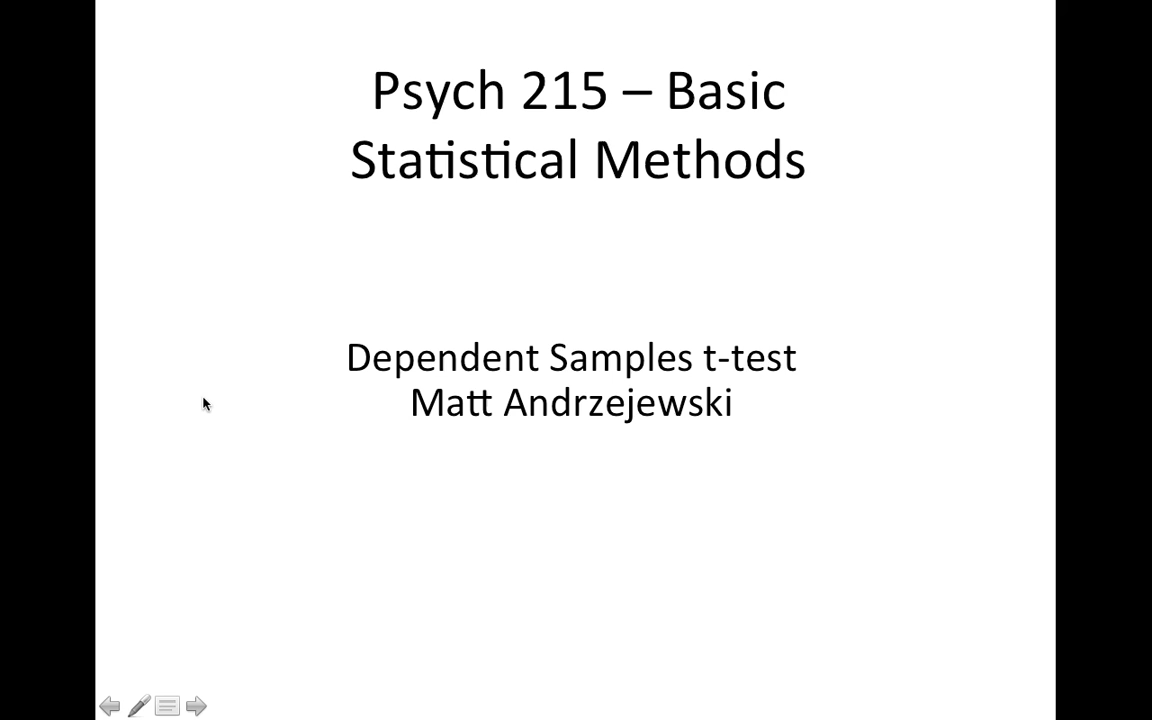 Psych 215 – Basic
Statistical Methods
Dependent Samples t-test
Matt Andrzejewski